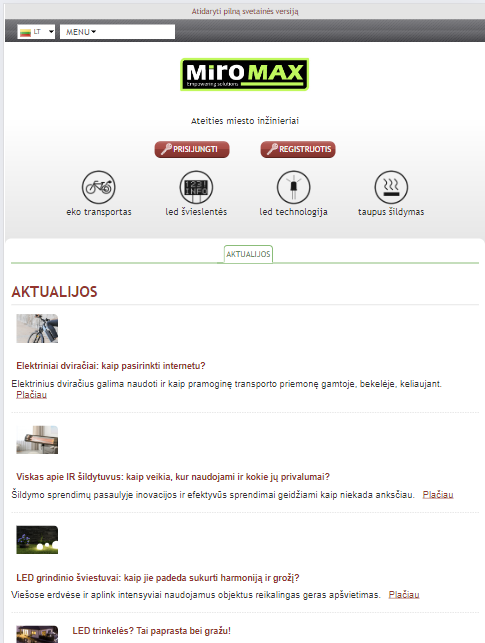 Atidaryti pilną svetainės versiją
LT MENU
MiroMAX
Empowering solutions
Ateities miesto inžinieriai
PRISIJUNGTI REGISTRUOTIS
eko transportas led švieslentės led technologija taupus šildymas
AKTUALIJOS
AKTUALIJOS
Elektriniai dviračiai: kaip pasirinkti internetu?
Elektrinius dviračius galima naudoti ir kaip pramoginę transporto priemonę gamtoje, bekelėje, keliaujant.
Plačiau
Viskas apie IR šildytuvus: kaip veikia, kur naudojami ir kokie jų privalumai?
Šildymo sprendimų pasaulyje inovacijos ir efektyvūs sprendimai geidžiami kaip niekada anksčiau. Plačiau
LED grindinio šviestuvai: kaip jie padeda sukurti harmoniją ir grožį?
Viešose erdvėse ir aplink intensyviai naudojamus objektus reikalingas geras apšvietimas. Plačiau
LED trinkelės? Tai paprasta bei gražu!